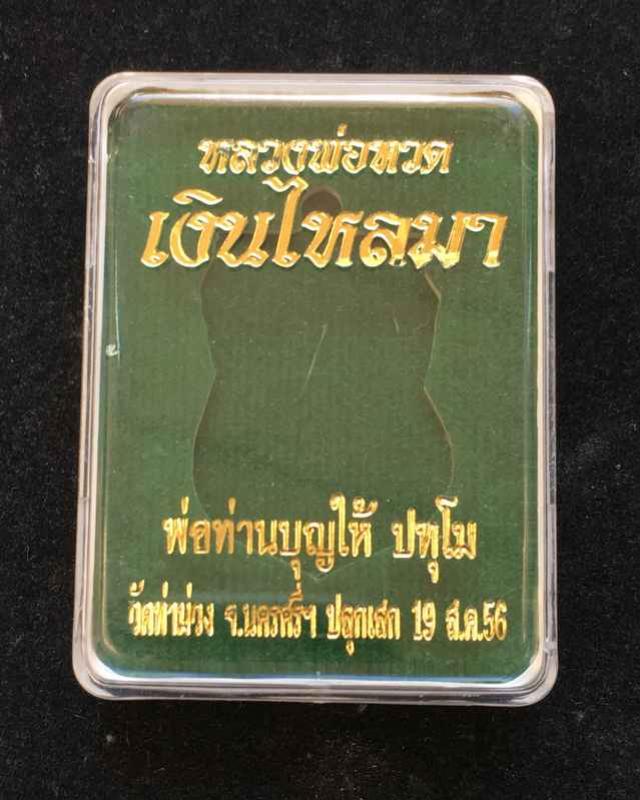 หลวงพ่อทวด
เงินไหลมา
พ่อท่านบุญให้ ปทุโม
วัดท่าม่วง จ.นครศรีฯ ปลุกเสก 19 ส.ค.56